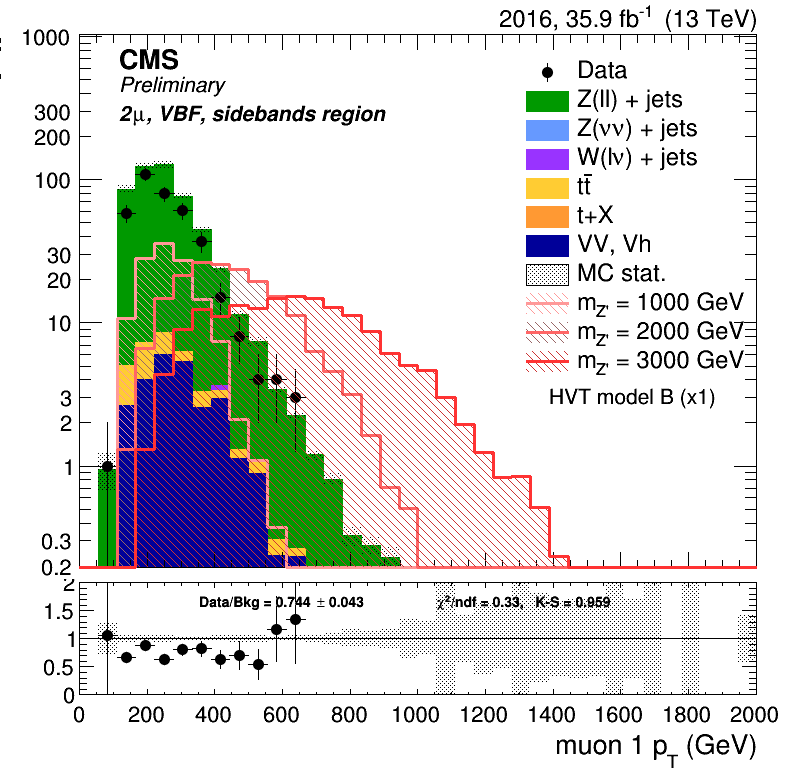 2016, 35.9 fb⁻¹ (13 TeV)
CMS
Preliminary
2μ, VBF, sidebands region
Data
Z(ll) + jets
Z(νν) + jets
W(lν) + jets
tt̄
t+X
VV, Vh
MC stat.
m_Z' = 1000 GeV
m_Z' = 2000 GeV
m_Z' = 3000 GeV
HVT model B (x1)
1000
300
200
100
30
20
10
3
2
1
0.3
0.2
Data/Bkg = 0.744 ± 0.043
χ²/ndf = 0.33, K-S = 0.959
2
1.5
1
0.5
0
0 200 400 600 800 1000 1200 1400 1600 1800 2000
muon 1 p_T (GeV)